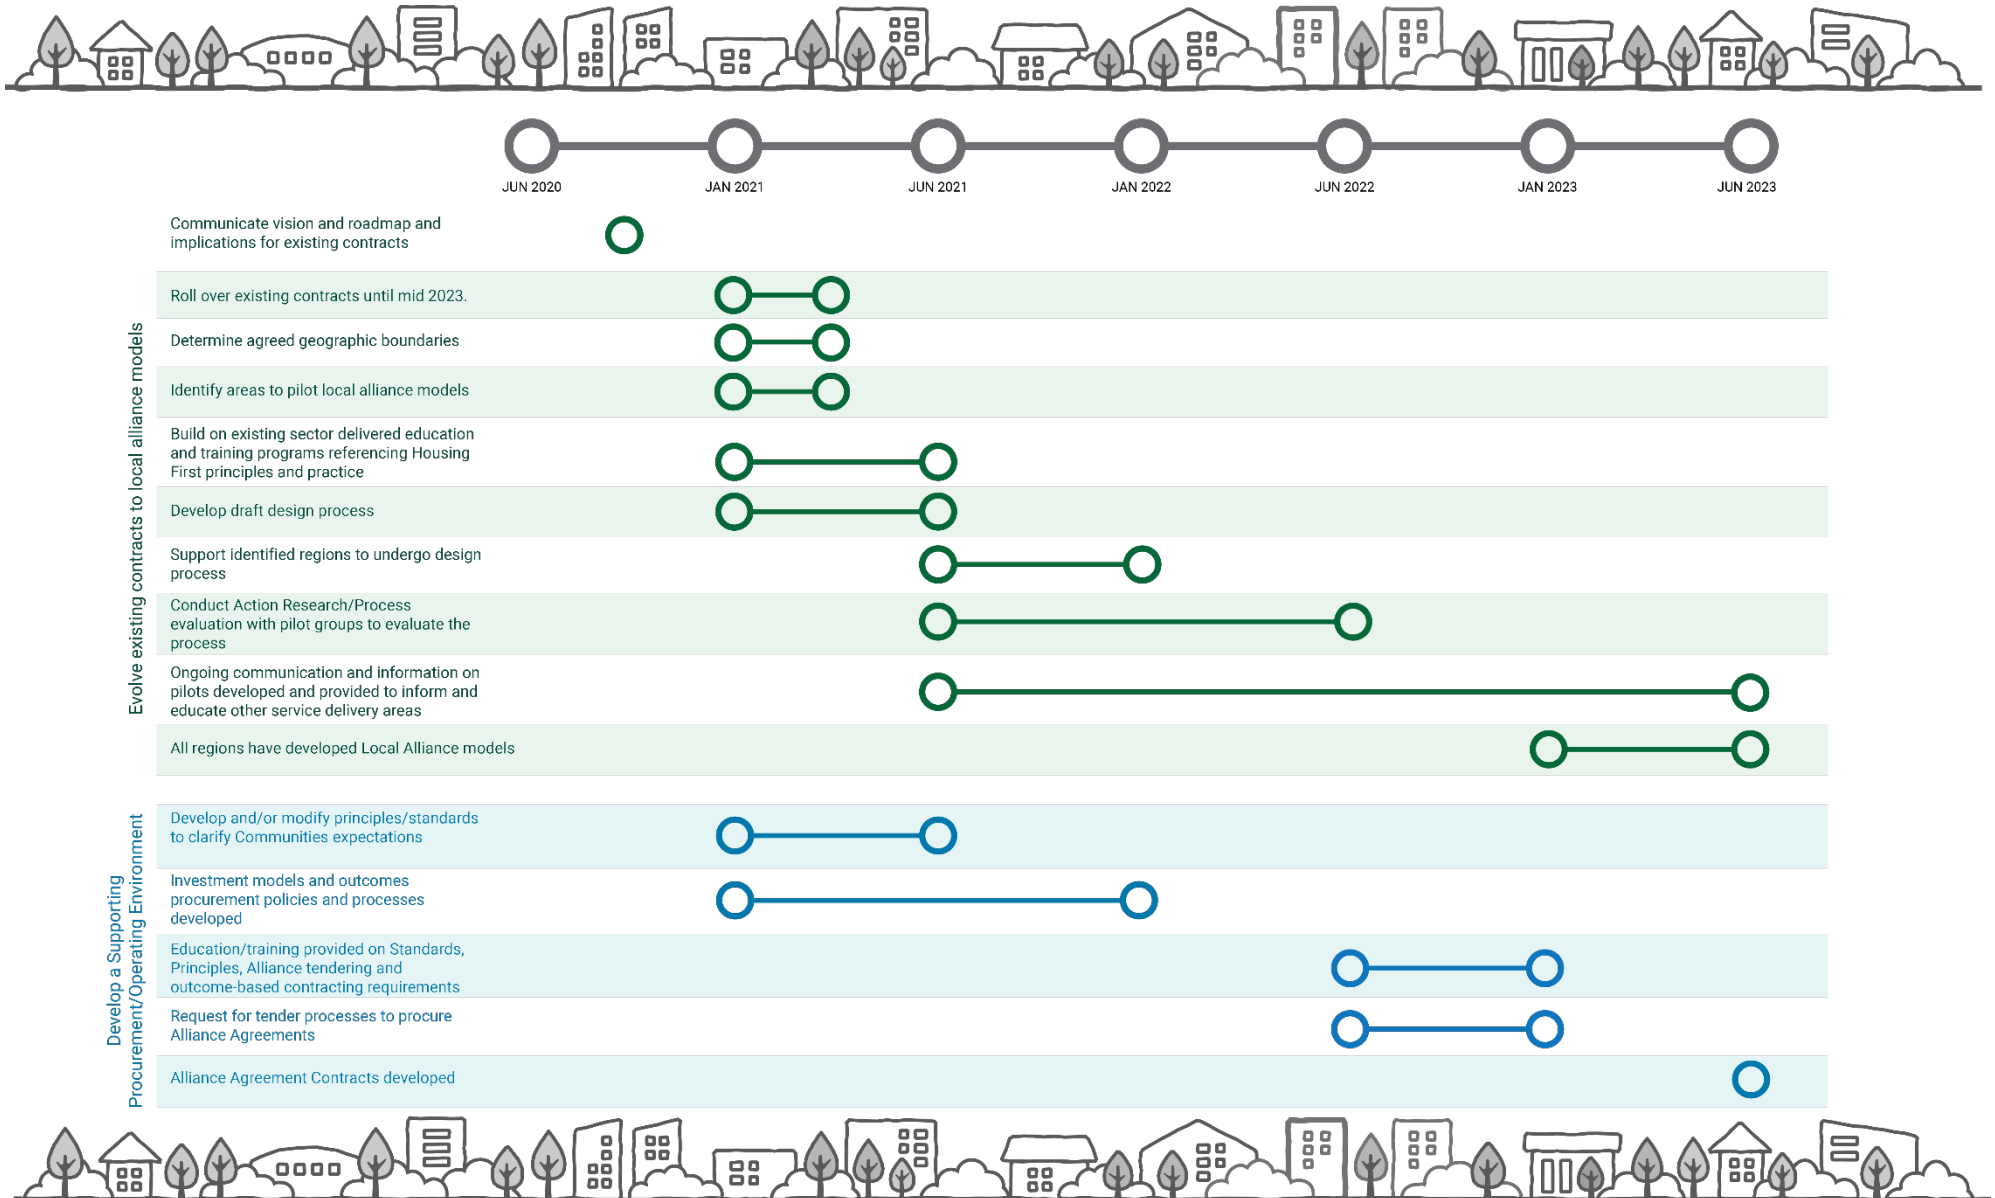 JUN 2020
JAN 2021
JUN 2021
JAN 2022
JUN 2022
JAN 2023
JUN 2023
Evolve existing contracts to local alliance models
Communicate vision and roadmap and
implications for existing contracts
Roll over existing contracts until mid 2023.
Determine agreed geographic boundaries
Identify areas to pilot local alliance models
Build on existing sector delivered education
and training programs referencing Housing
First principles and practice
Develop draft design process
Support identified regions to undergo design
process
Conduct Action Research/Process
evaluation with pilot groups to evaluate the
process
Ongoing communication and information on
pilots developed and provided to inform and
educate other service delivery areas
All regions have developed Local Alliance models
Develop a Supporting
Procurement/Operating Environment
Develop and/or modify principles/standards
to clarify Communities expectations
Investment models and outcomes
procurement policies and processes
developed
Education/training provided on Standards,
Principles, Alliance tendering and
outcome-based contracting requirements
Request for tender processes to procure
Alliance Agreements
Alliance Agreement Contracts developed